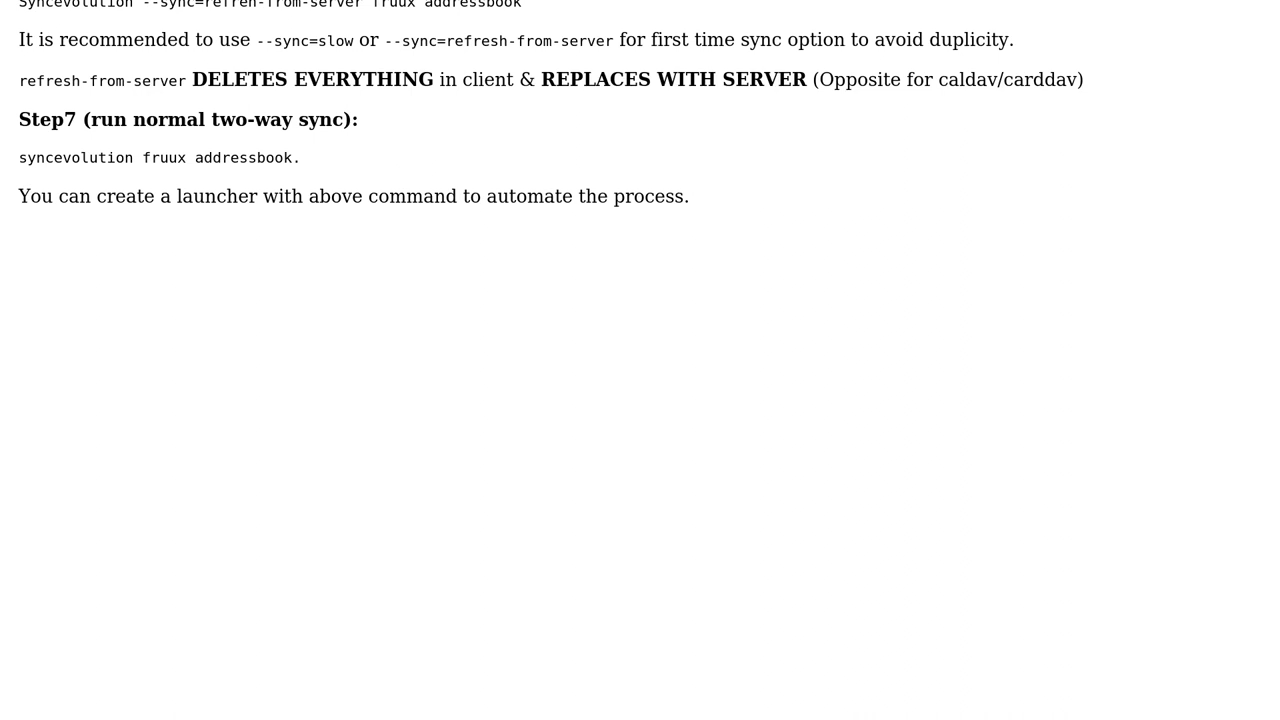 Syncevolution --sync=refreh-from-server fruux addressbook
It is recommended to use --sync=slow or --sync=refresh-from-server for first time sync option to avoid duplicity.
refresh-from-server DELETES EVERYTHING in client & REPLACES WITH SERVER (Opposite for caldav/carddav)
Step7 (run normal two-way sync):
syncevolution fruux addressbook.
You can create a launcher with above command to automate the process.